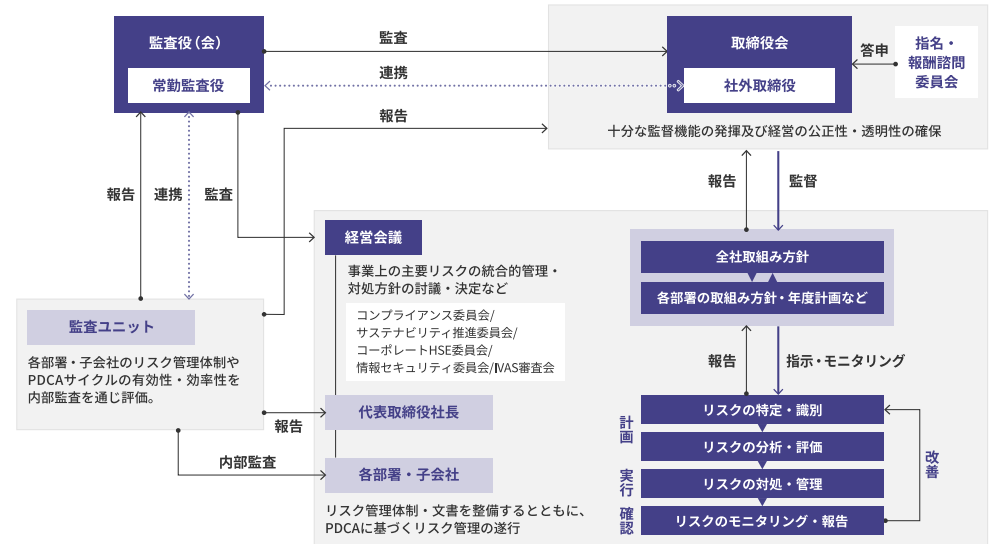 監査役(会)
常勤監査役
監査
連携
取締役会
社外取締役
答申
指名・
報酬諮問
委員会
十分な監督機能の発揮及び経営の公正性・透明性の確保
報告
報告
連携
監査
報告
監督
経営会議
事業上の主要リスクの統合的管理・
対処方針の討議・決定など
コンプライアンス委員会/
サステナビリティ推進委員会/
コーポレートHSE委員会/
情報セキュリティ委員会/IVAS審査会
全社取組み方針
各部署の取組み方針・年度計画など
監査ユニット
各部署・子会社のリスク管理体制や
PDCAサイクルの有効性・効率性を
内部監査を通じ評価。
報告
内部監査
代表取締役社長
各部署・子会社
リスク管理体制・文書を整備するとともに、
PDCAに基づくリスク管理の遂行
報告
指示・モニタリング
計画
リスクの特定・識別
リスクの分析・評価
実行
リスクの対処・管理
確認
リスクのモニタリング・報告
改善